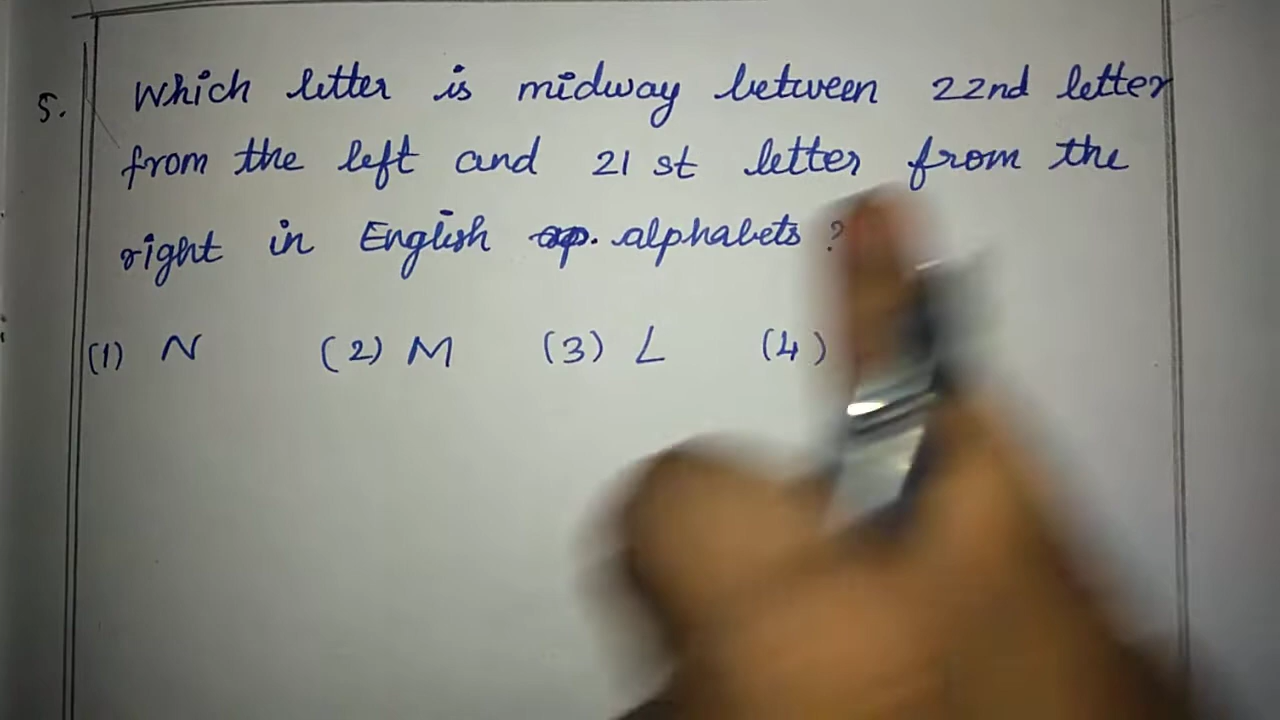 5. Which letter is midway between 22nd letter
from the left and 21 st letter from the
right in English alphabets ?
(1) N (2) M (3) L (4)